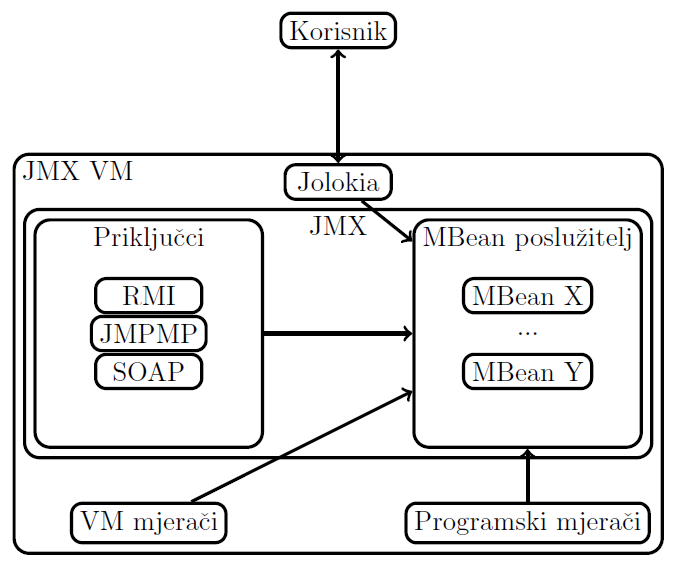 Korisnik
JMX VM
Jolokia
JMX
Priključci
MBean poslužitelj
RMI
MBean X
JMPMP
...
SOAP
MBean Y
VM mjerači
Programski mjerači